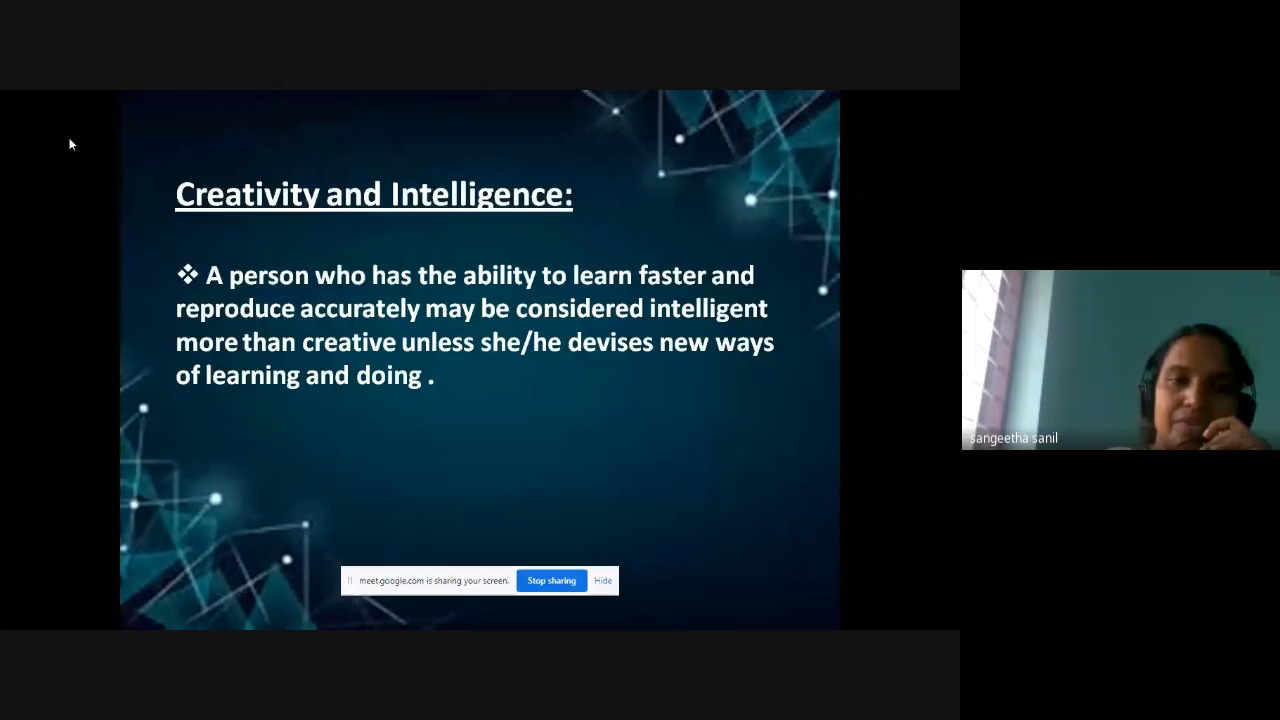 Creativity and Intelligence:
❖ A person who has the ability to learn faster and
reproduce accurately may be considered intelligent
more than creative unless she/he devises new ways
of learning and doing .
sangeetha sanil
meet.google.com is sharing your screen. Stop sharing Hide